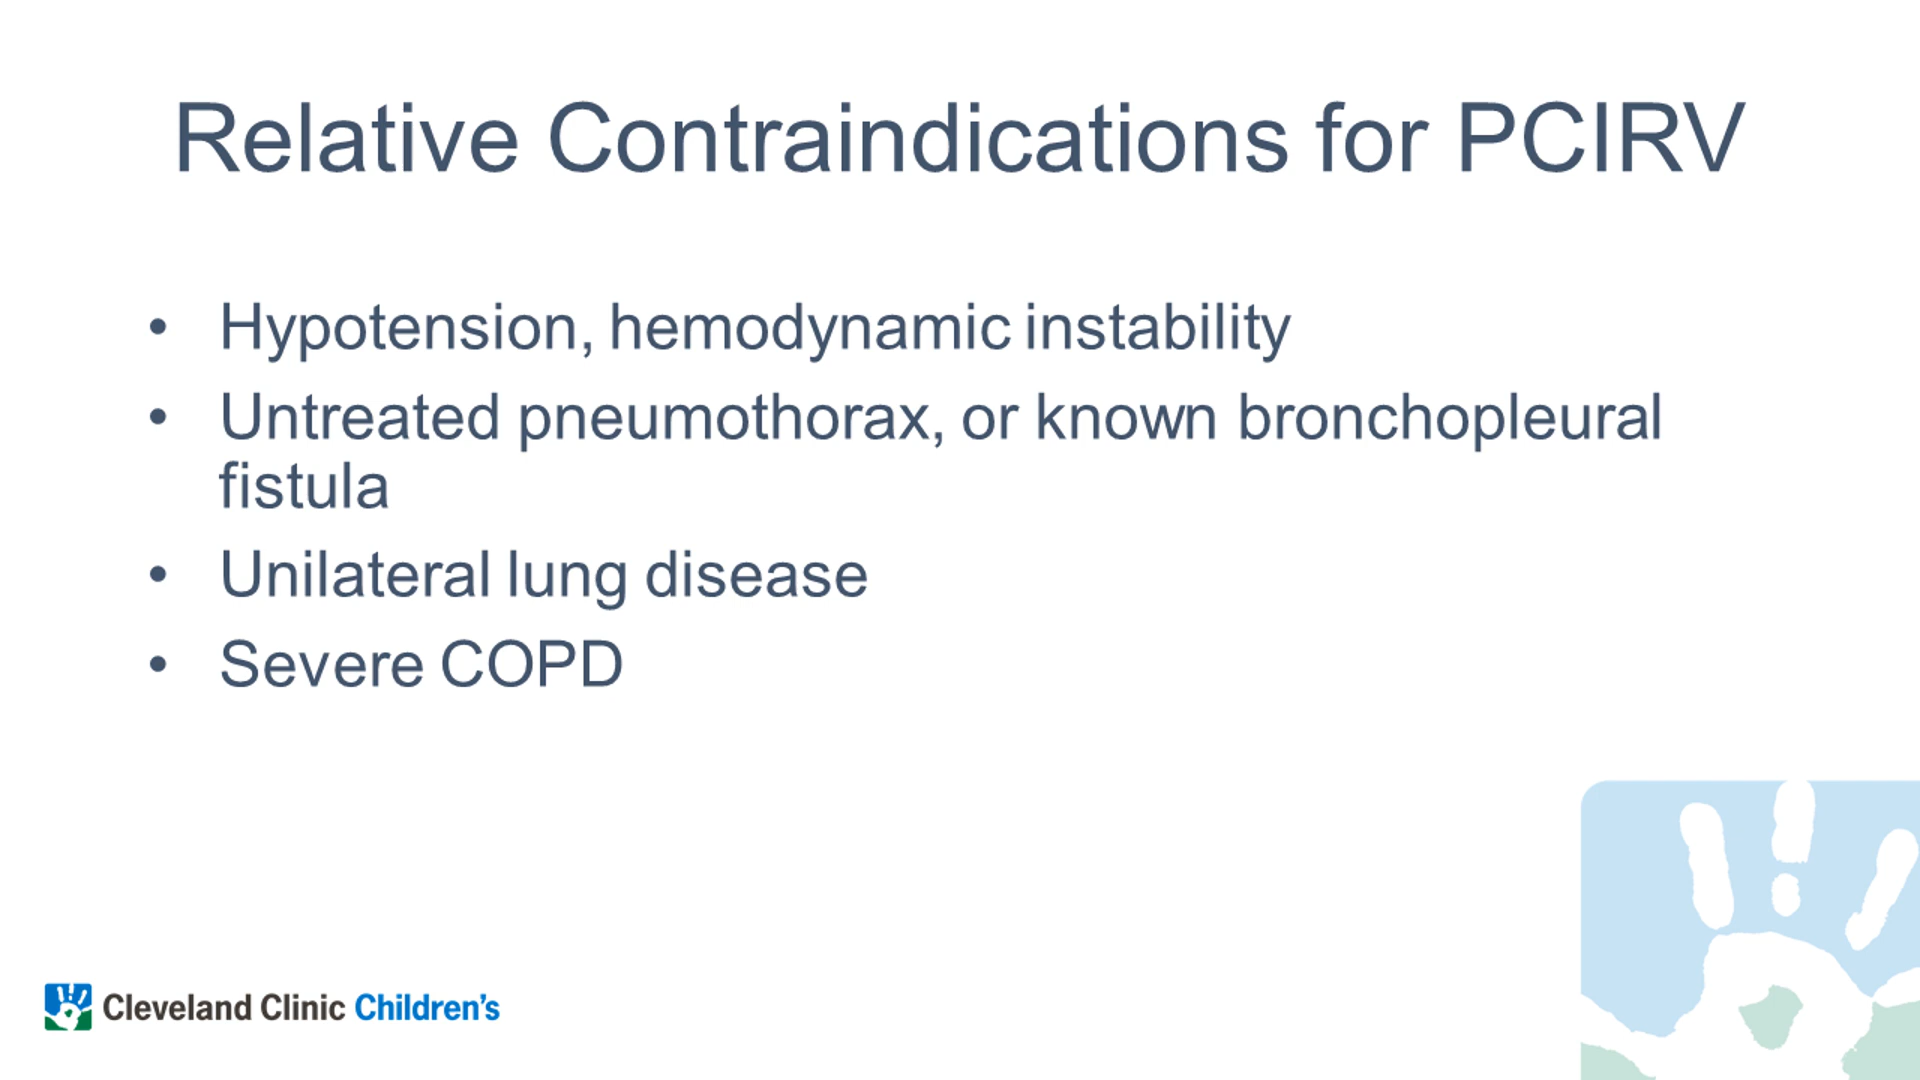 Relative Contraindications for PCIRV
• Hypotension, hemodynamic instability
• Untreated pneumothorax, or known bronchopleural
fistula
• Unilateral lung disease
• Severe COPD
Cleveland Clinic Children's